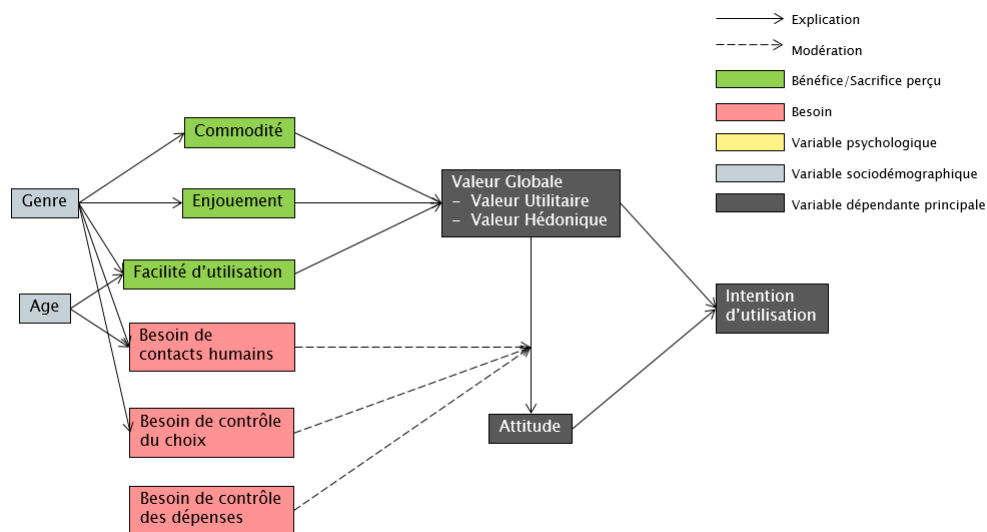 Explication
Modération
Bénéfice/Sacrifice perçu
Besoin
Variable psychologique
Variable sociodémographique
Variable dépendante principale
Commodité
Genre
Enjouement
Facilité d'utilisation
Age
Besoin de
contacts humains
Besoin de contrôle
du choix
Besoin de contrôle
des dépenses
Valeur Globale
– Valeur Utilitaire
– Valeur Hédonique
Attitude
Intention
d'utilisation